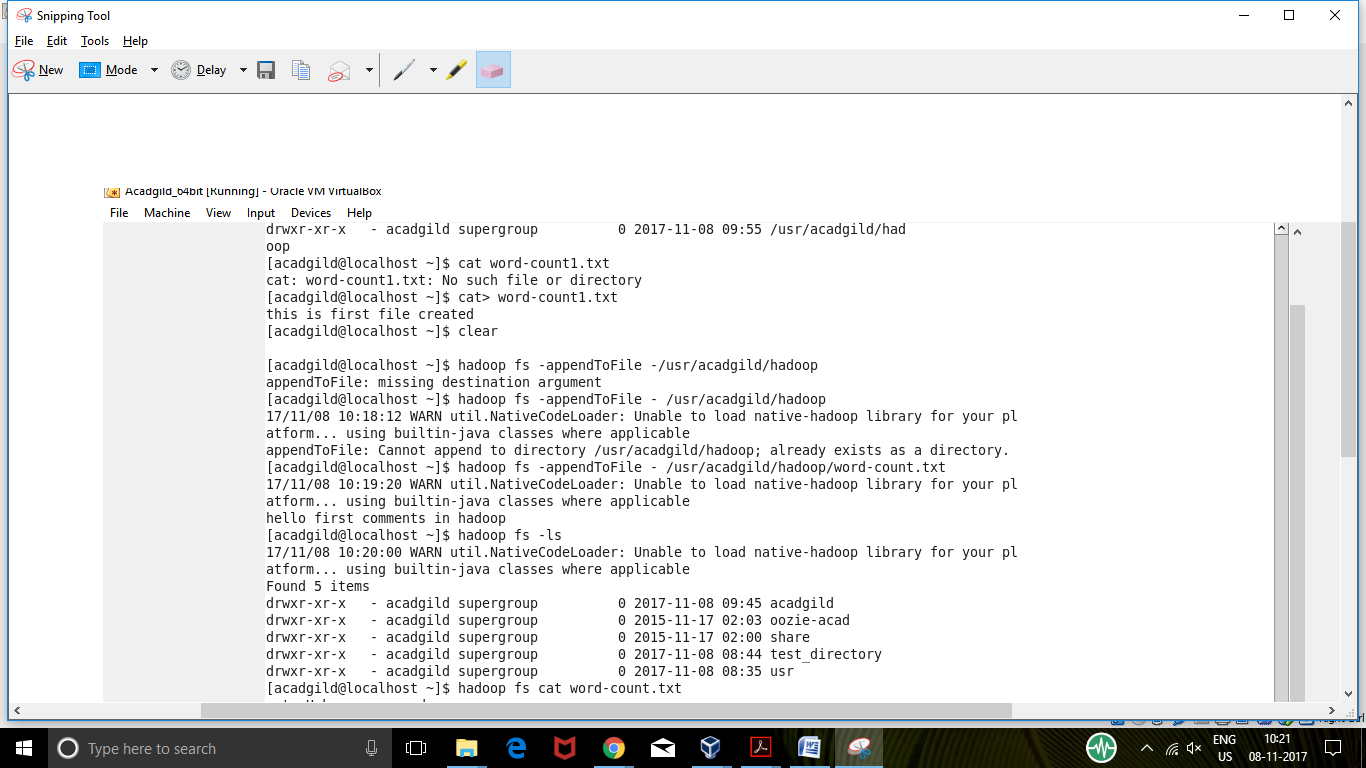 Snipping Tool
File Edit Tools Help
New Mode Delay
Acadgild_64bit [Running] - Oracle VM VirtualBox
File Machine View Input Devices Help
drwxr-xr-x   - acadgild supergroup          0 2017-11-08 09:55 /usr/acadgild/had
oop
[acadgild@localhost ~]$ cat word-count1.txt
cat: word-count1.txt: No such file or directory
[acadgild@localhost ~]$ cat> word-count1.txt
this is first file created
[acadgild@localhost ~]$ clear
[acadgild@localhost ~]$ hadoop fs -appendToFile -/usr/acadgild/hadoop
appendToFile: missing destination argument
[acadgild@localhost ~]$ hadoop fs -appendToFile - /usr/acadgild/hadoop
17/11/08 10:18:12 WARN util.NativeCodeLoader: Unable to load native-hadoop library for your pl
atform... using builtin-java classes where applicable
appendToFile: Cannot append to directory /usr/acadgild/hadoop; already exists as a directory.
[acadgild@localhost ~]$ hadoop fs -appendToFile - /usr/acadgild/hadoop/word-count.txt
17/11/08 10:19:20 WARN util.NativeCodeLoader: Unable to load native-hadoop library for your pl
atform... using builtin-java classes where applicable
hello first comments in hadoop
[acadgild@localhost ~]$ hadoop fs -ls
17/11/08 10:20:00 WARN util.NativeCodeLoader: Unable to load native-hadoop library for your pl
atform... using builtin-java classes where applicable
Found 5 items
drwxr-xr-x   - acadgild supergroup          0 2017-11-08 09:45 acadgild
drwxr-xr-x   - acadgild supergroup          0 2015-11-17 02:03 oozie-acad
drwxr-xr-x   - acadgild supergroup          0 2015-11-17 02:00 share
drwxr-xr-x   - acadgild supergroup          0 2017-11-08 08:44 test_directory
drwxr-xr-x   - acadgild supergroup          0 2017-11-08 08:35 usr
[acadgild@localhost ~]$ hadoop fs cat word-count.txt
Type here to search
ENG 10:21
US 08-11-2017